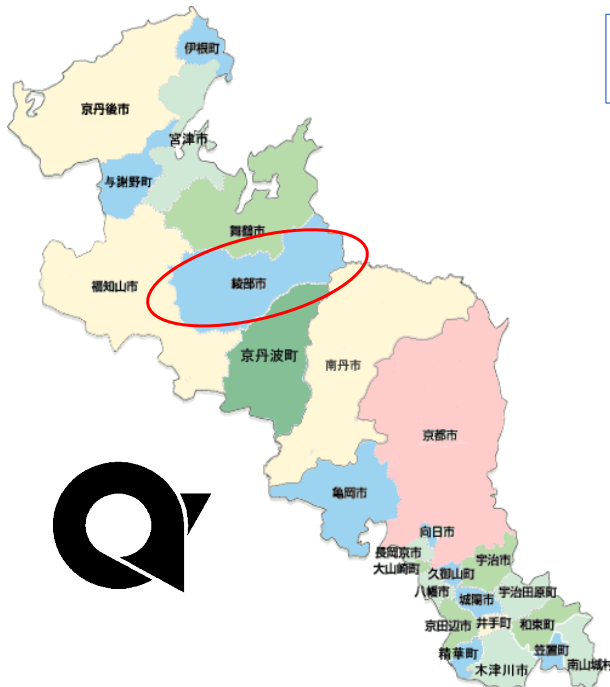 伊根町
京丹後市
宮津市
与謝野町
舞鶴市
綾部市
福知山市
京丹波町
南丹市
京都市
亀岡市
向日市
長岡京市
大山崎町
宇治市
久御山町
八幡市
宇治田原町
城陽市
京田辺市
井手町
和束町
精華町
笠置町
南山城村
木津川市